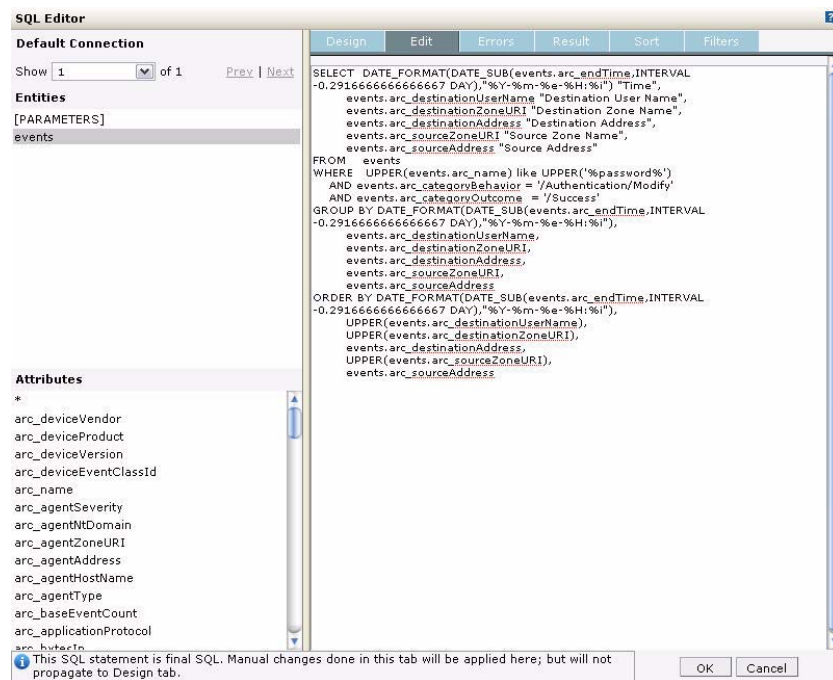 SQL Editor
?
Default Connection
Show 1 of 1 Prev | Next
Entities
[PARAMETERS]
events
Attributes
*
arc_deviceVendor
arc_deviceProduct
arc_deviceVersion
arc_deviceEventClassId
arc_name
arc_agentSeverity
arc_agentNtDomain
arc_agentZoneURI
arc_agentAddress
arc_agentHostName
arc_agentType
arc_baseEventCount
arc_applicationProtocol
arc_bytesIn
Design Edit Errors Result Sort Filters
SELECT DATE_FORMAT(DATE_SUB(events.arc_endTime,INTERVAL
-0.2916666666666667 DAY),"%Y-%m-%e-%H:%i") "Time",
events.arc_destinationUserName "Destination User Name",
events.arc_destinationZoneURI "Destination Zone Name",
events.arc_destinationAddress "Destination Address",
events.arc_sourceZoneURI "Source Zone Name",
events.arc_sourceAddress "Source Address"
FROM events
WHERE UPPER(events.arc_name) like UPPER('%password%')
AND events.arc_categoryBehavior = '/Authentication/Modify'
AND events.arc_categoryOutcome = '/Success'
GROUP BY DATE_FORMAT(DATE_SUB(events.arc_endTime,INTERVAL
-0.2916666666666667 DAY),"%Y-%m-%e-%H:%i"),
events.arc_destinationUserName,
events.arc_destinationZoneURI,
events.arc_destinationAddress,
events.arc_sourceZoneURI,
events.arc_sourceAddress
ORDER BY DATE_FORMAT(DATE_SUB(events.arc_endTime,INTERVAL
-0.2916666666666667 DAY),"%Y-%m-%e-%H:%i"),
UPPER(events.arc_destinationUserName),
UPPER(events.arc_destinationZoneURI),
events.arc_destinationAddress,
UPPER(events.arc_sourceZoneURI),
events.arc_sourceAddress
This SQL statement is final SQL. Manual changes done in this tab will be applied here; but will not
propagate to Design tab.
OK Cancel